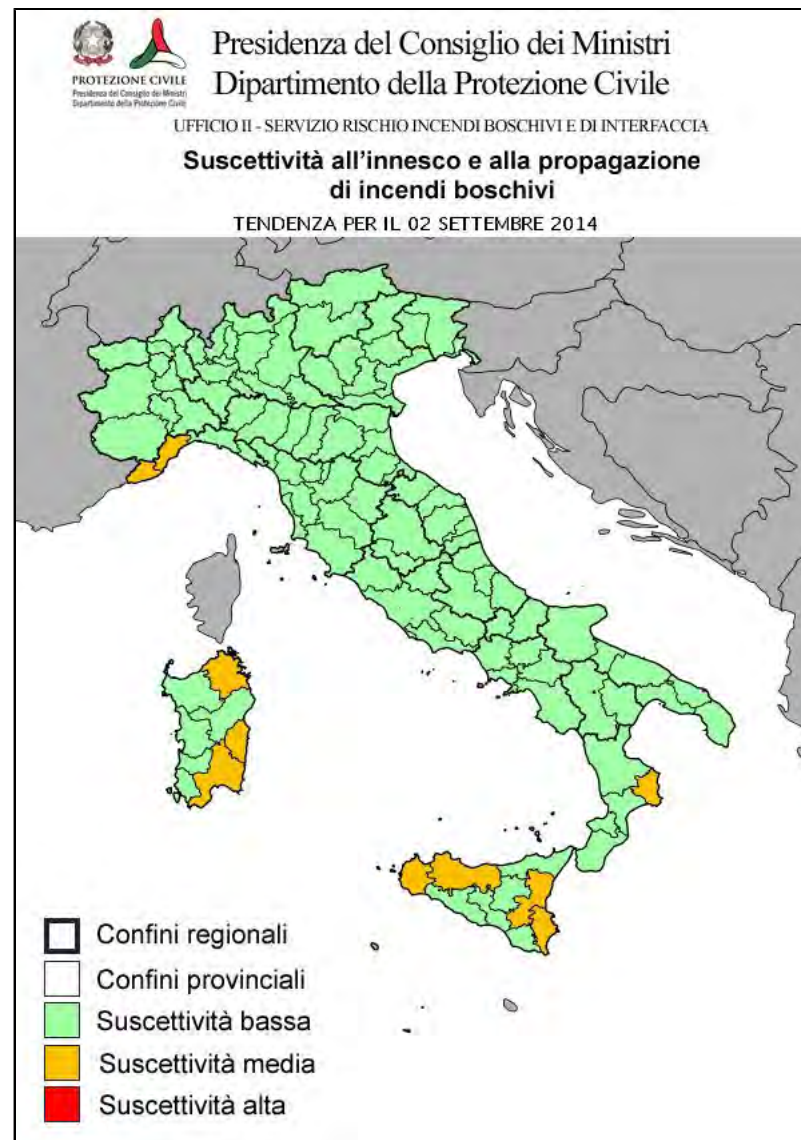 Presidenza del Consiglio dei Ministri
Dipartimento della Protezione Civile
PROTEZIONE CIVILE
Presidenza del Consiglio dei Ministri
Dipartimento della Protezione Civile
UFFICIO II - SERVIZIO RISCHIO INCENDI BOSCHIVI E DI INTERFACCIA
Suscettività all'innesco e alla propagazione
di incendi boschivi
TENDENZA PER IL 02 SETTEMBRE 2014
Confini regionali
Confini provinciali
Suscettività bassa
Suscettività media
Suscettività alta